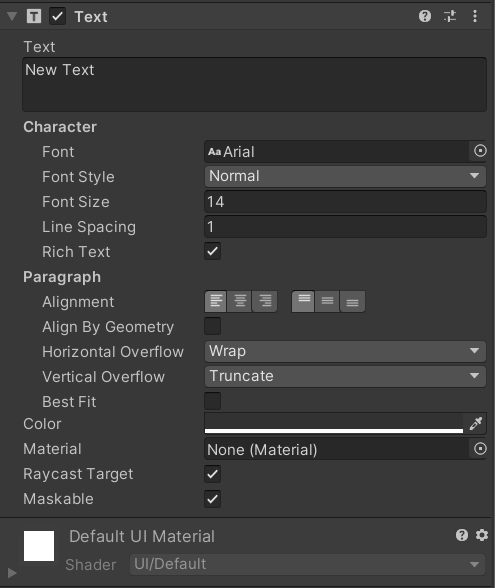 Text
Text
New Text
Character
Font Aa Arial
Font Style Normal
Font Size 14
Line Spacing 1
Rich Text
Paragraph
Alignment
Align By Geometry
Horizontal Overflow Wrap
Vertical Overflow Truncate
Best Fit
Color
Material None (Material)
Raycast Target
Maskable
Default UI Material
Shader UI/Default